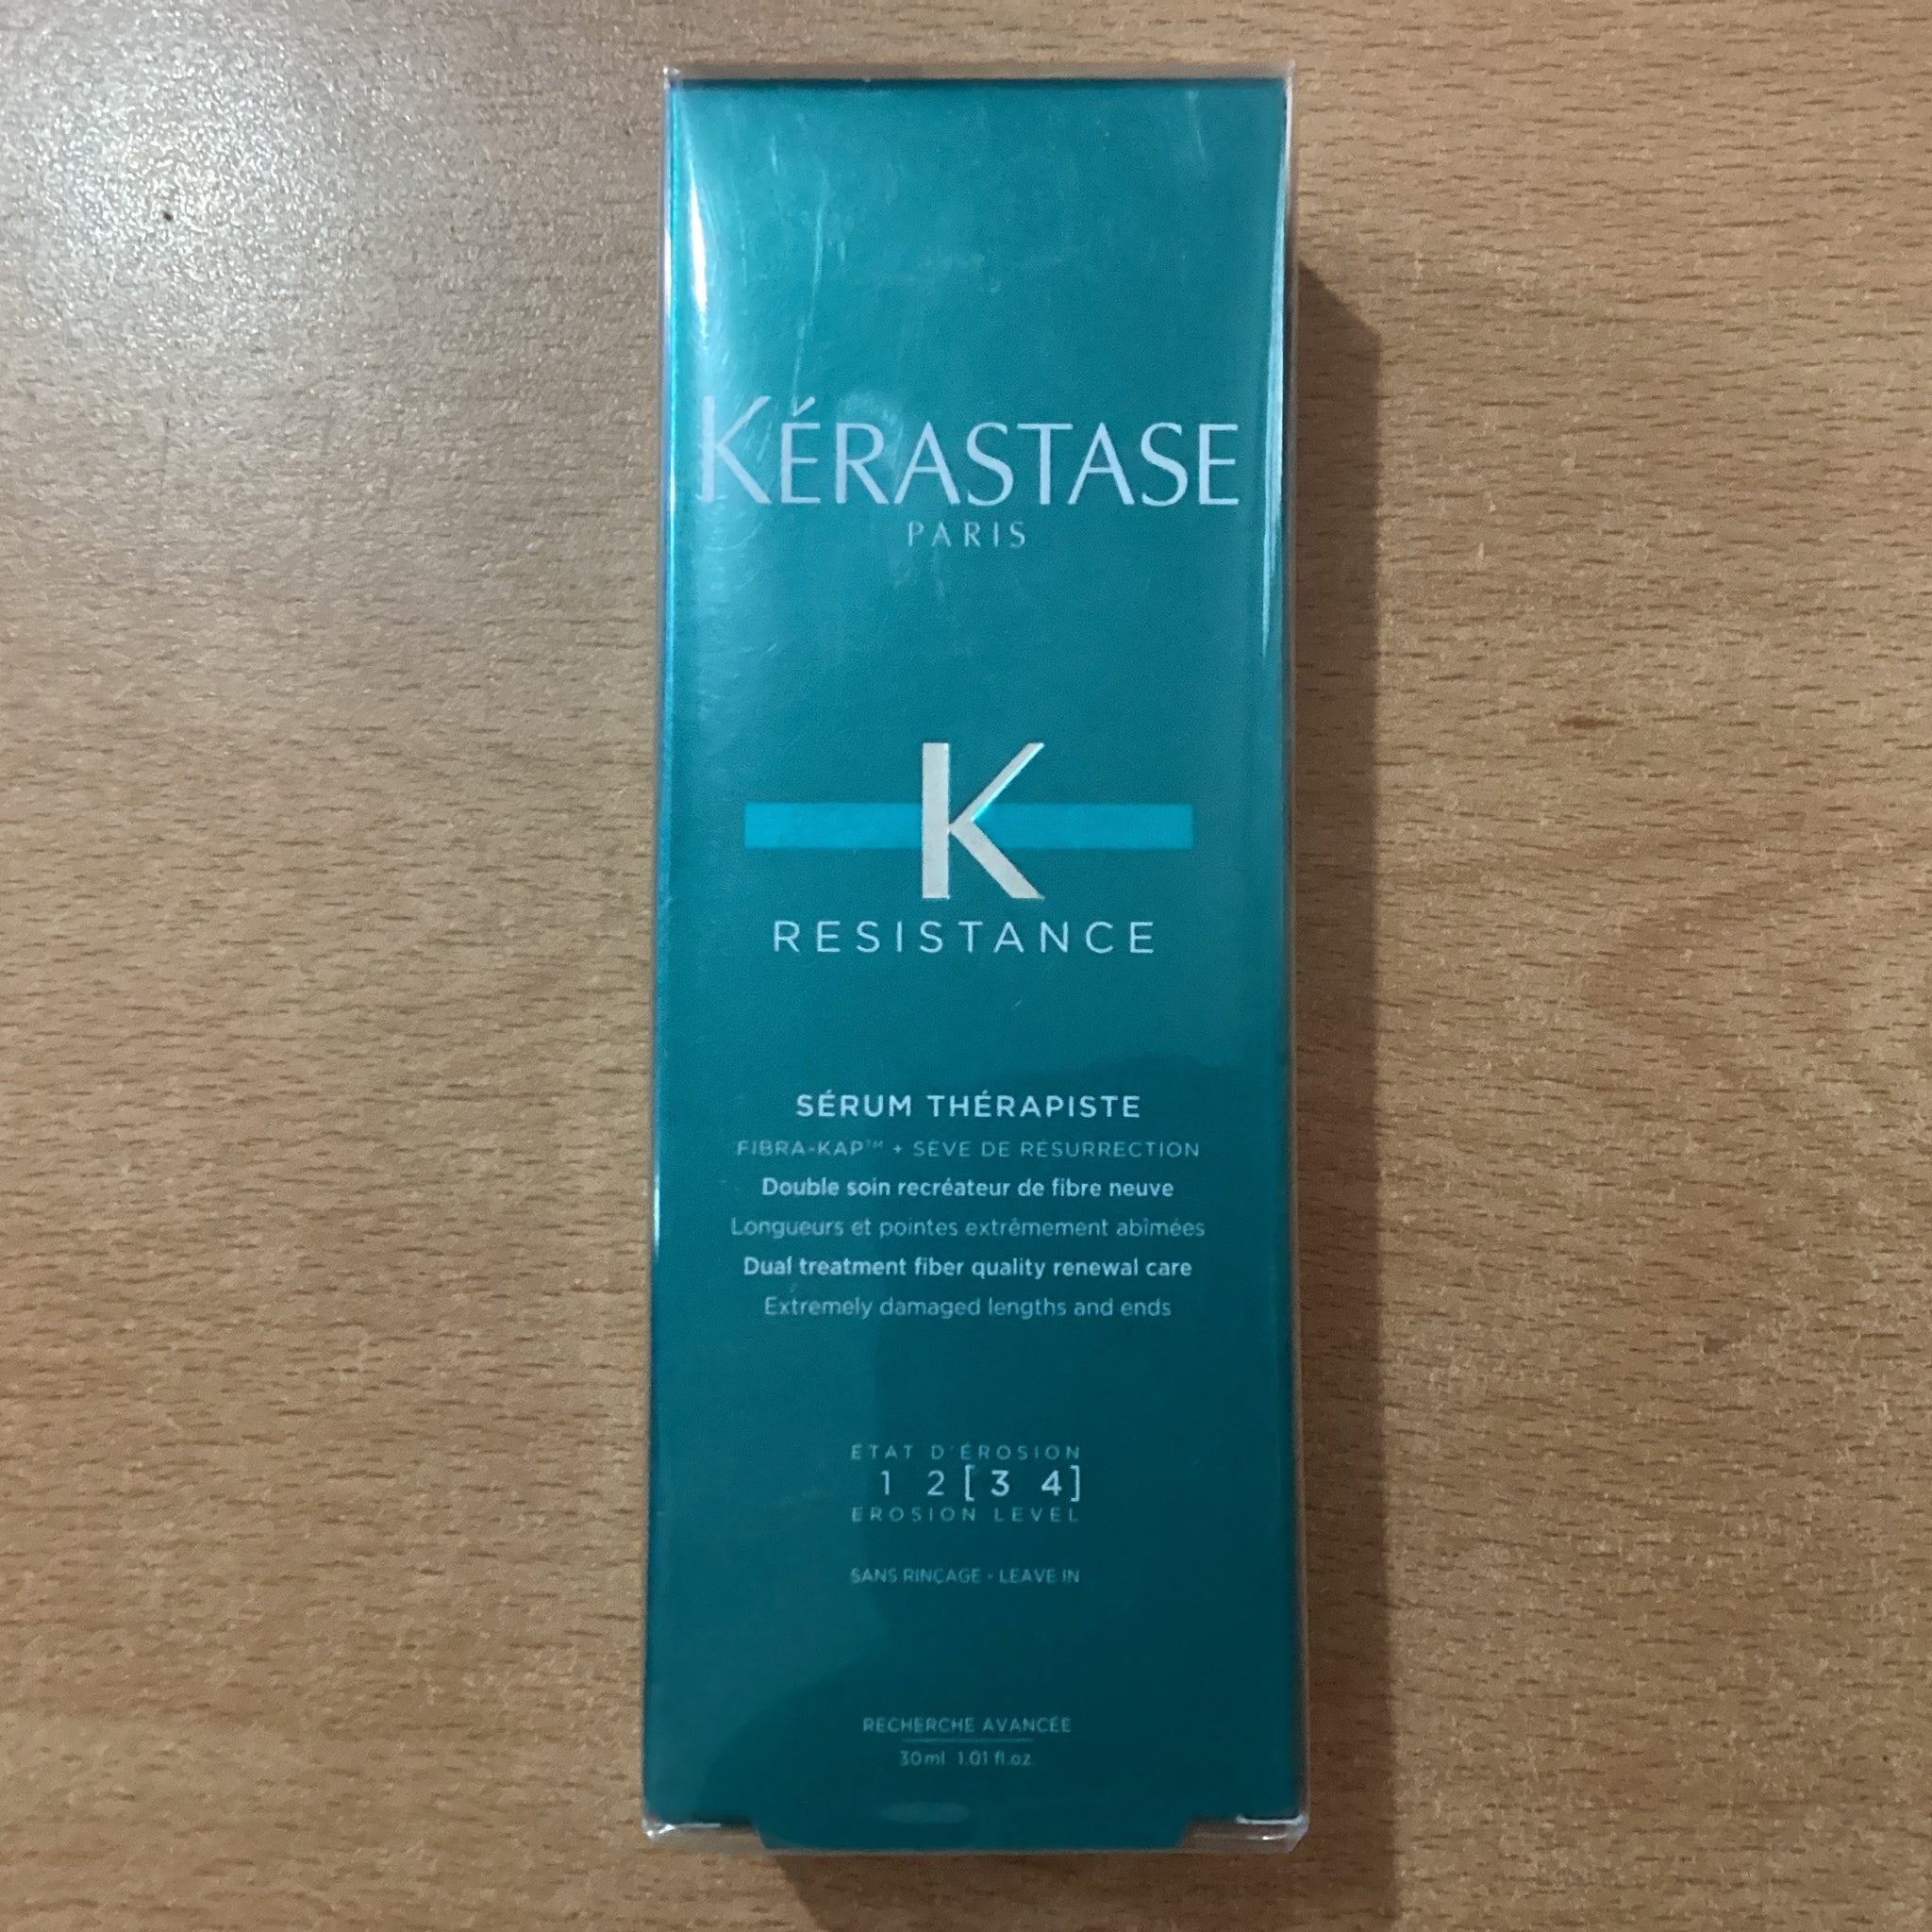 KÉRASTASE
PARIS
K
RESISTANCE
SÉRUM THÉRAPISTE
FIBRA-KAP™ + SÈVE DE RÉSURRECTION
Double soin recréateur de fibre neuve
Longueurs et pointes extrêmement abîmées
Dual treatment fiber quality renewal care
Extremely damaged lengths and ends
ÉTAT D'ÉROSION
1 2 [3 4]
EROSION LEVEL
SANS RINÇAGE - LEAVE IN
RECHERCHE AVANCÉE
30 ml 1.01 fl.oz